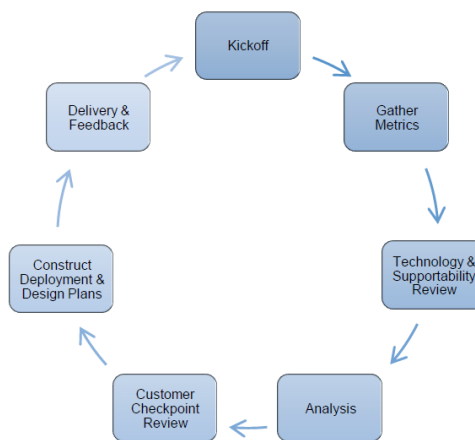 Kickoff
Gather
Metrics
Technology &
Supportability
Review
Analysis
Customer
Checkpoint
Review
Construct
Deployment &
Design Plans
Delivery &
Feedback